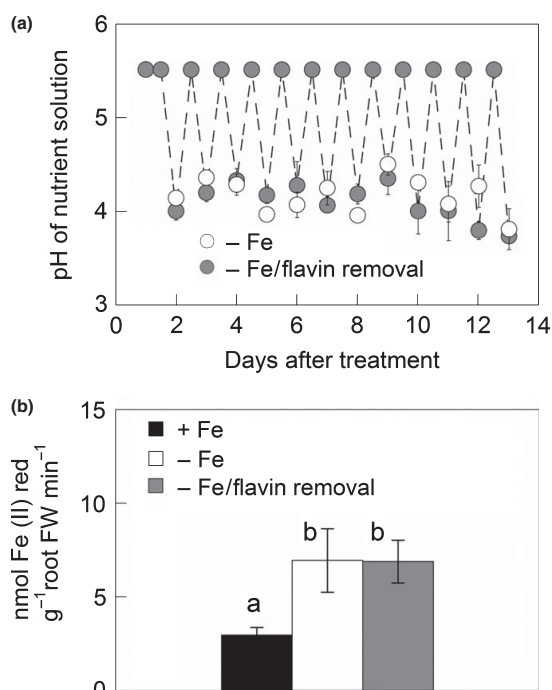 (a)
6
5
4
3
pH of nutrient solution
– Fe
– Fe/flavin removal
0 2 4 6 8 10 12 14
Days after treatment
(b)
15
10
5
0
nmol Fe (II) red
g⁻¹root FW min⁻¹
+ Fe
– Fe
– Fe/flavin removal
a
b
b